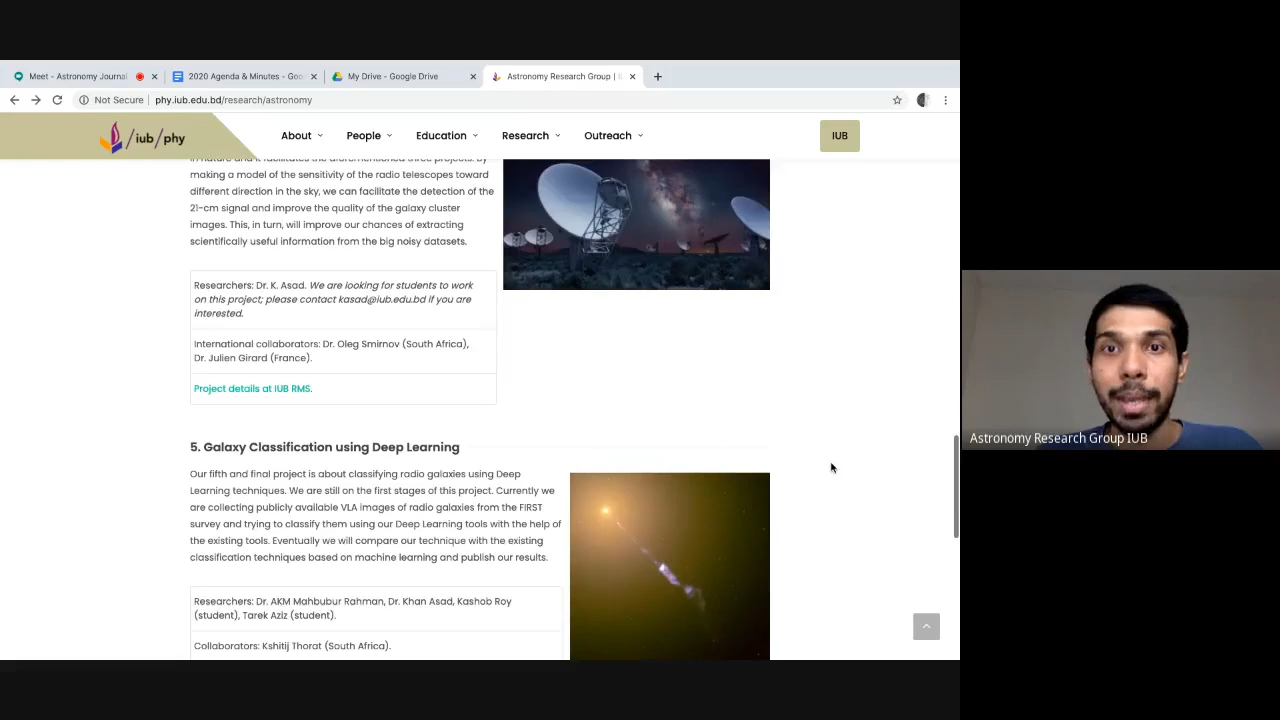 Meet - Astronomy Journal
2020 Agenda & Minutes - Goo
My Drive - Google Drive
Astronomy Research Group | I
Not Secure | phy.iub.edu.bd/research/astronomy
/iub/phy
About
People
Education
Research
Outreach
IUB
in nature and it facilitates the aforementioned three projects. By
making a model of the sensitivity of the radio telescopes toward
different direction in the sky, we can facilitate the detection of the
21-cm signal and improve the quality of the galaxy cluster
images. This, in turn, will improve our chances of extracting
scientifically useful information from the big noisy datasets.
Researchers: Dr. K. Asad. We are looking for students to work
on this project; please contact kasad@iub.edu.bd if you are
interested.
International collaborators: Dr. Oleg Smirnov (South Africa),
Dr. Julien Girard (France).
Project details at IUB RMS.
5. Galaxy Classification using Deep Learning
Our fifth and final project is about classifying radio galaxies using Deep
Learning techniques. We are still on the first stages of this project. Currently we
are collecting publicly available VLA images of radio galaxies from the FIRST
survey and trying to classify them using our Deep Learning tools with the help of
the existing tools. Eventually we will compare our technique with the existing
classification techniques based on machine learning and publish our results.
Researchers: Dr. AKM Mahbubur Rahman, Dr. Khan Asad, Kashob Roy
(student), Tarek Aziz (student).
Collaborators: Kshitij Thorat (South Africa).
Astronomy Research Group IUB